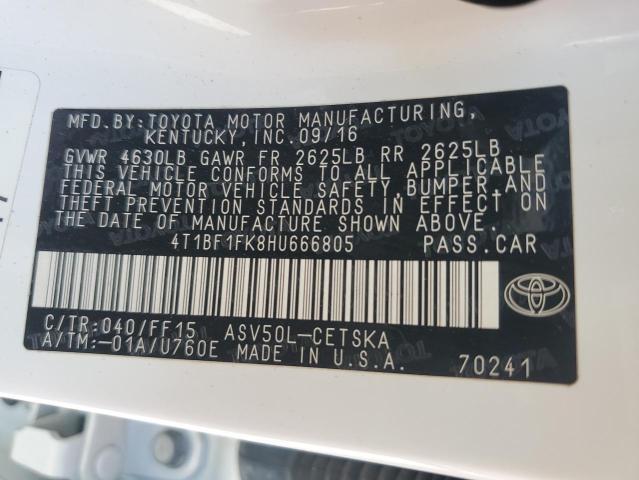 MFD.BY:TOYOTA MOTOR MANUFACTURING,
KENTUCKY, INC.09/16
GVWR 4630LB GAWR FR 2625LB RR 2625LB
THIS VEHICLE CONFORMS TO ALL APPLICABLE
FEDERAL MOTOR VEHICLE SAFETY, BUMPER, AND
THEFT PREVENTION STANDARDS IN EFFECT ON
THE DATE OF MANUFACTURE SHOWN ABOVE.
4T1BF1FK8HU666805 PASS.CAR
C/TR:040/FF15 ASV50L-CETSKA
A/TM:-01A/U760E MADE IN U.S.A. 70241